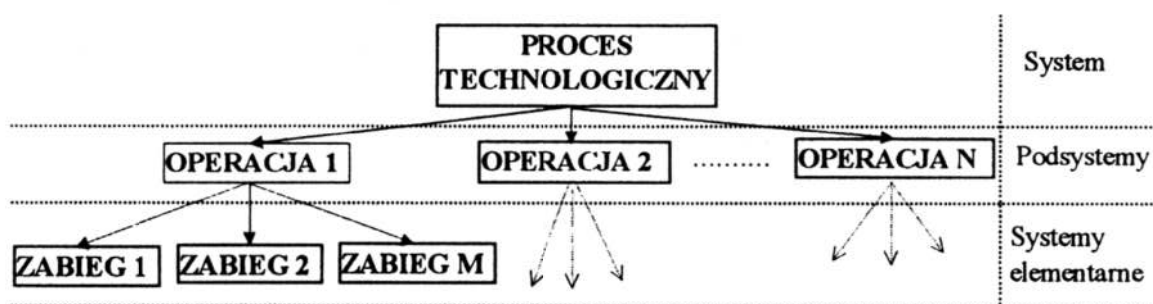 PROCES
TECHNOLOGICZNY
System
OPERACJA 1
OPERACJA 2
..........
OPERACJA N
Podsystemy
ZABIEG 1
ZABIEG 2
ZABIEG M
Systemy
elementarne